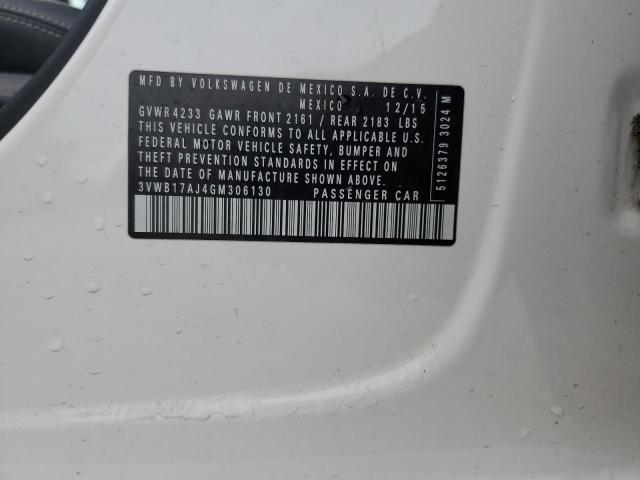 MFD BY VOLKSWAGEN DE MEXICO S.A. DE C.V.
MEXICO 12/15
GVWR 4233 GAWR FRONT 2161 / REAR 2183 LBS
THIS VEHICLE CONFORMS TO ALL APPLICABLE U.S.
FEDERAL MOTOR VEHICLE SAFETY, BUMPER AND
THEFT PREVENTION STANDARDS IN EFFECT ON
THE DATE OF MANUFACTURE SHOWN ABOVE.
3VWB17AJ4GM306130 PASSENGER CAR
5126379 3024 M